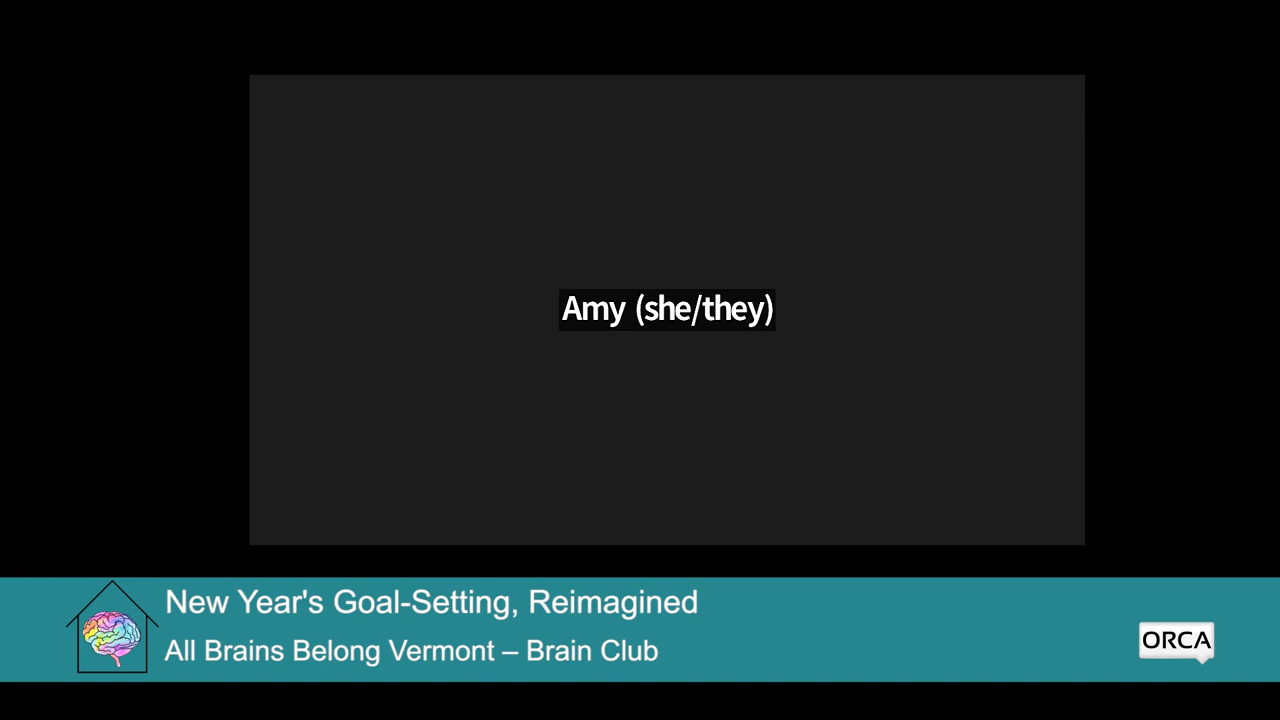 Amy (she/they)
New Year's Goal-Setting, Reimagined
All Brains Belong Vermont – Brain Club
ORCA